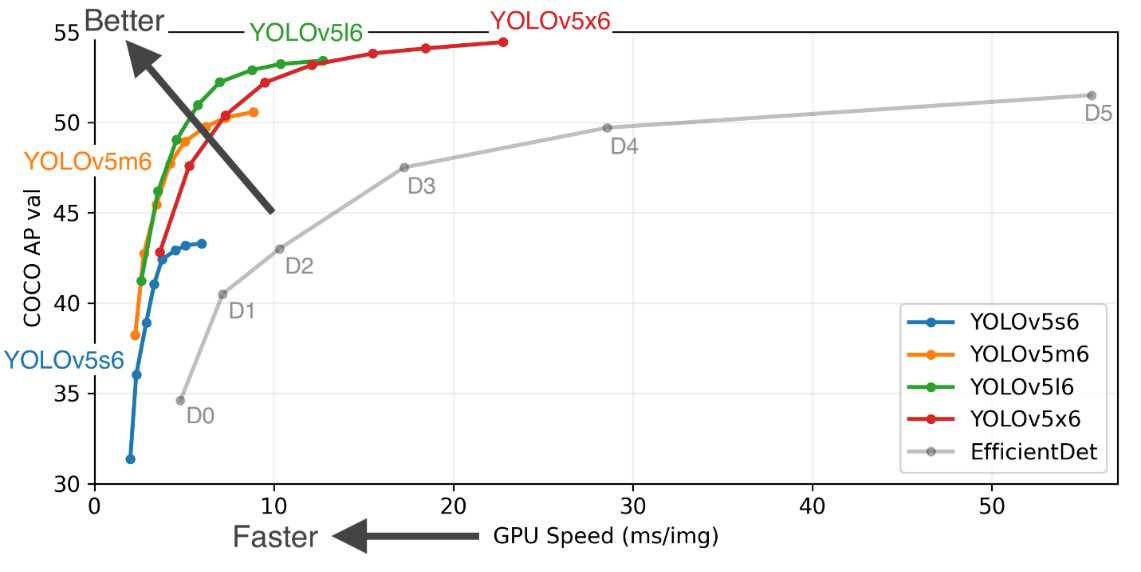 Better
YOLOv5l6
YOLOv5x6
YOLOv5m6
YOLOv5s6
COCO AP val
55
50
45
40
35
30
D0
D1
D2
D3
D4
D5
YOLOv5s6
YOLOv5m6
YOLOv5l6
YOLOv5x6
EfficientDet
0 10 20 30 40 50
Faster
GPU Speed (ms/img)